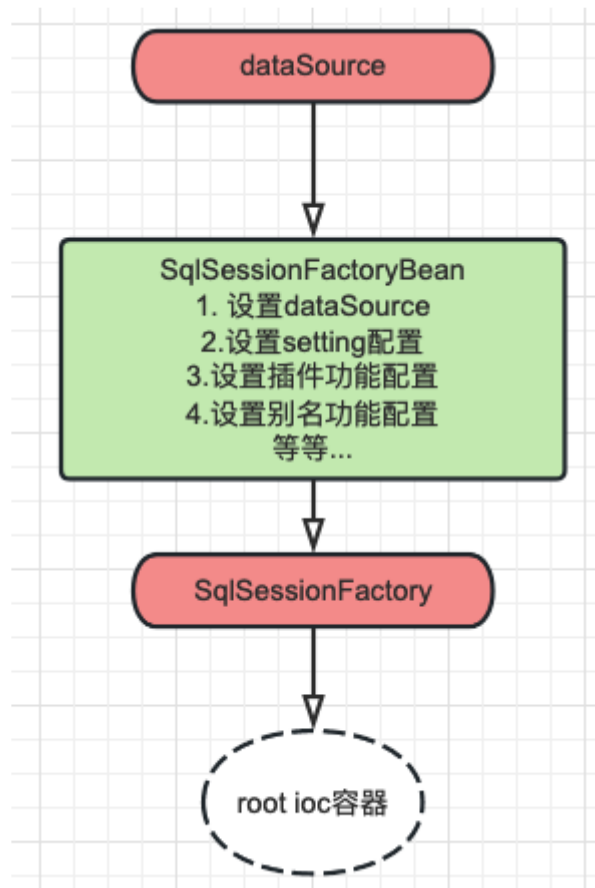 dataSource
SqlSessionFactoryBean
1. 设置dataSource
2.设置setting配置
3.设置插件功能配置
4.设置别名功能配置
等等...
SqlSessionFactory
root ioc容器